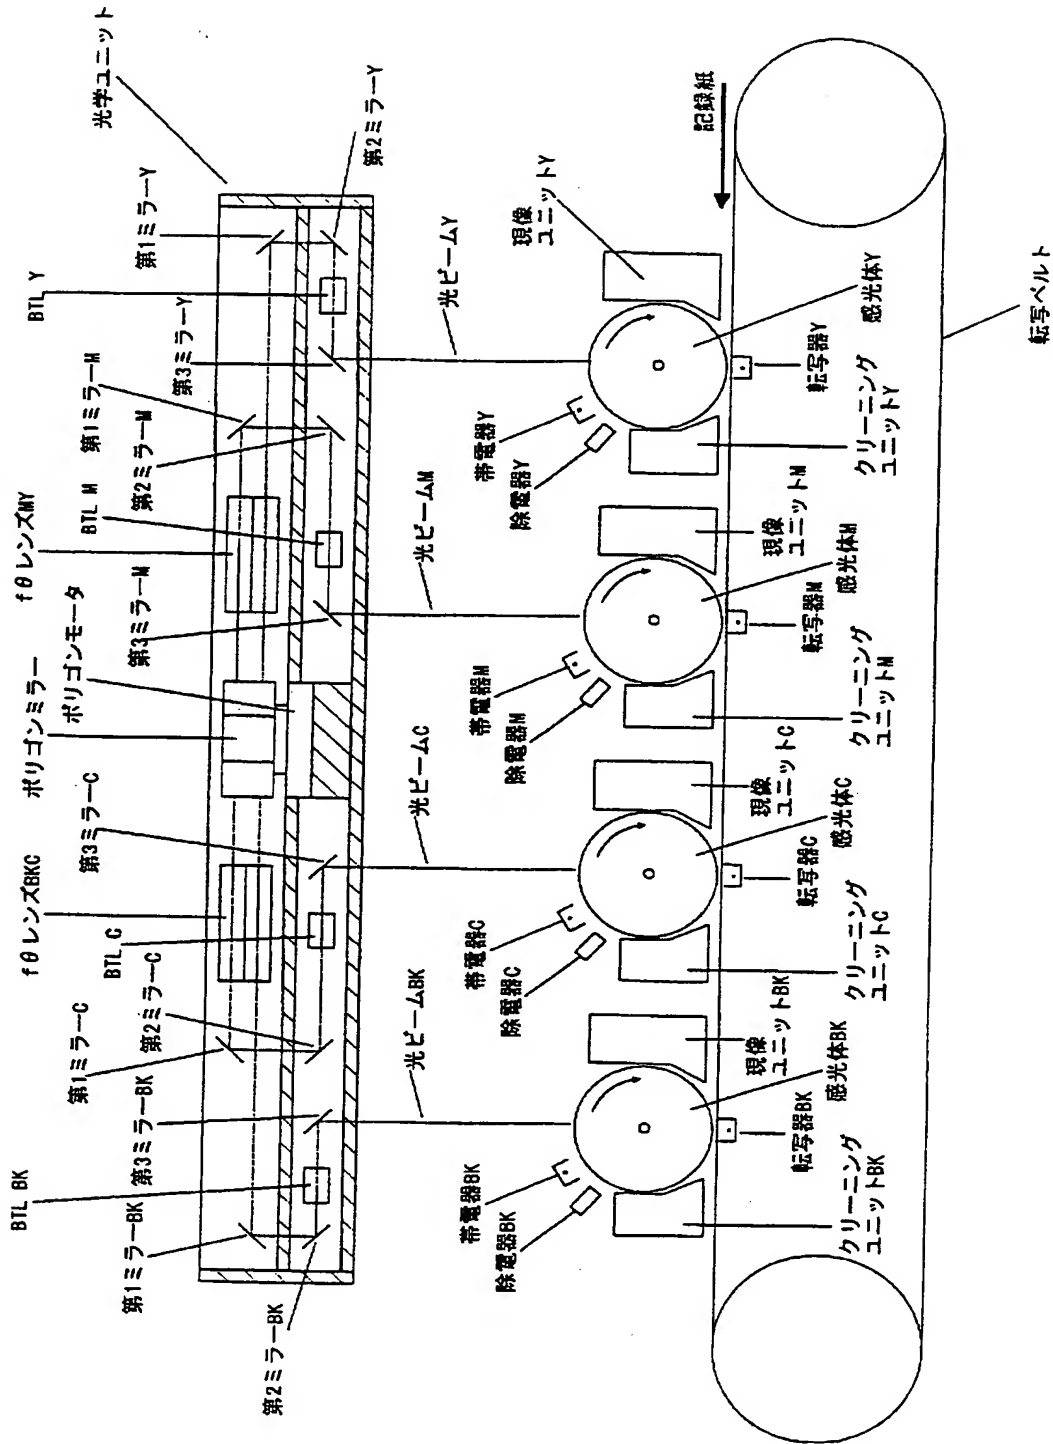 光学ユニット
BTL BK
fθレンズBKC
ポリゴンミラー
ポリゴンモータ
fθレンズMY
BTL Y
第1ミラーBK
第3ミラーBK
第1ミラーC
第2ミラーC
BTL C
第3ミラーC
第3ミラーM
第2ミラーM
BTL M
第1ミラーM
第3ミラーY
第1ミラーY
第2ミラーY
第2ミラーBK
光ビームBK
光ビームC
光ビームM
光ビームY
帯電器BK
除電器BK
帯電器C
除電器C
帯電器M
除電器M
帯電器Y
除電器Y
現像
ユニットBK
現像
ユニットC
現像
ユニットM
現像
ユニットY
記録紙
クリーニング
ユニットBK
転写器BK
感光体BK
クリーニング
ユニットC
転写器C
感光体C
クリーニング
ユニットM
転写器M
感光体M
クリーニング
ユニットY
転写器Y
感光体Y
転写ベルト